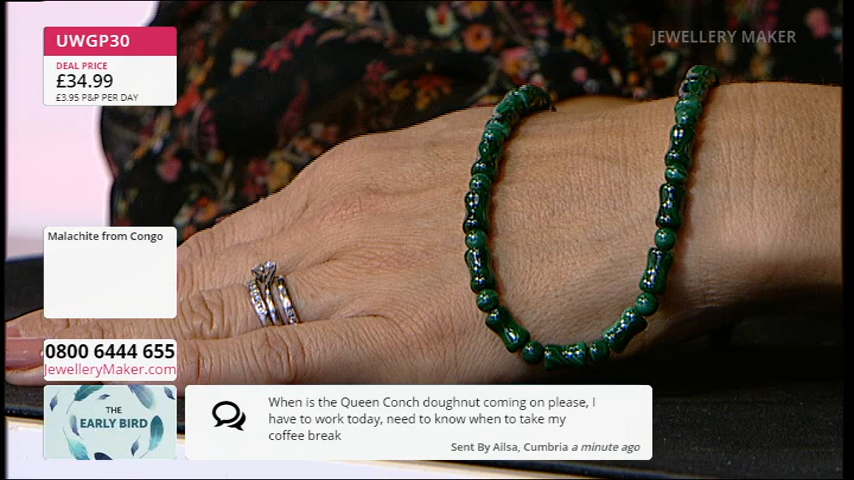 UWGP30
JEWELLERY MAKER
DEAL PRICE
£34.99
£3.95 P&P PER DAY
Malachite from Congo
0800 6444 655
JewelleryMaker.com
THE
EARLY BIRD
When is the Queen Conch doughnut coming on please, I
have to work today, need to know when to take my
coffee break
Sent By Ailsa, Cumbria a minute ago